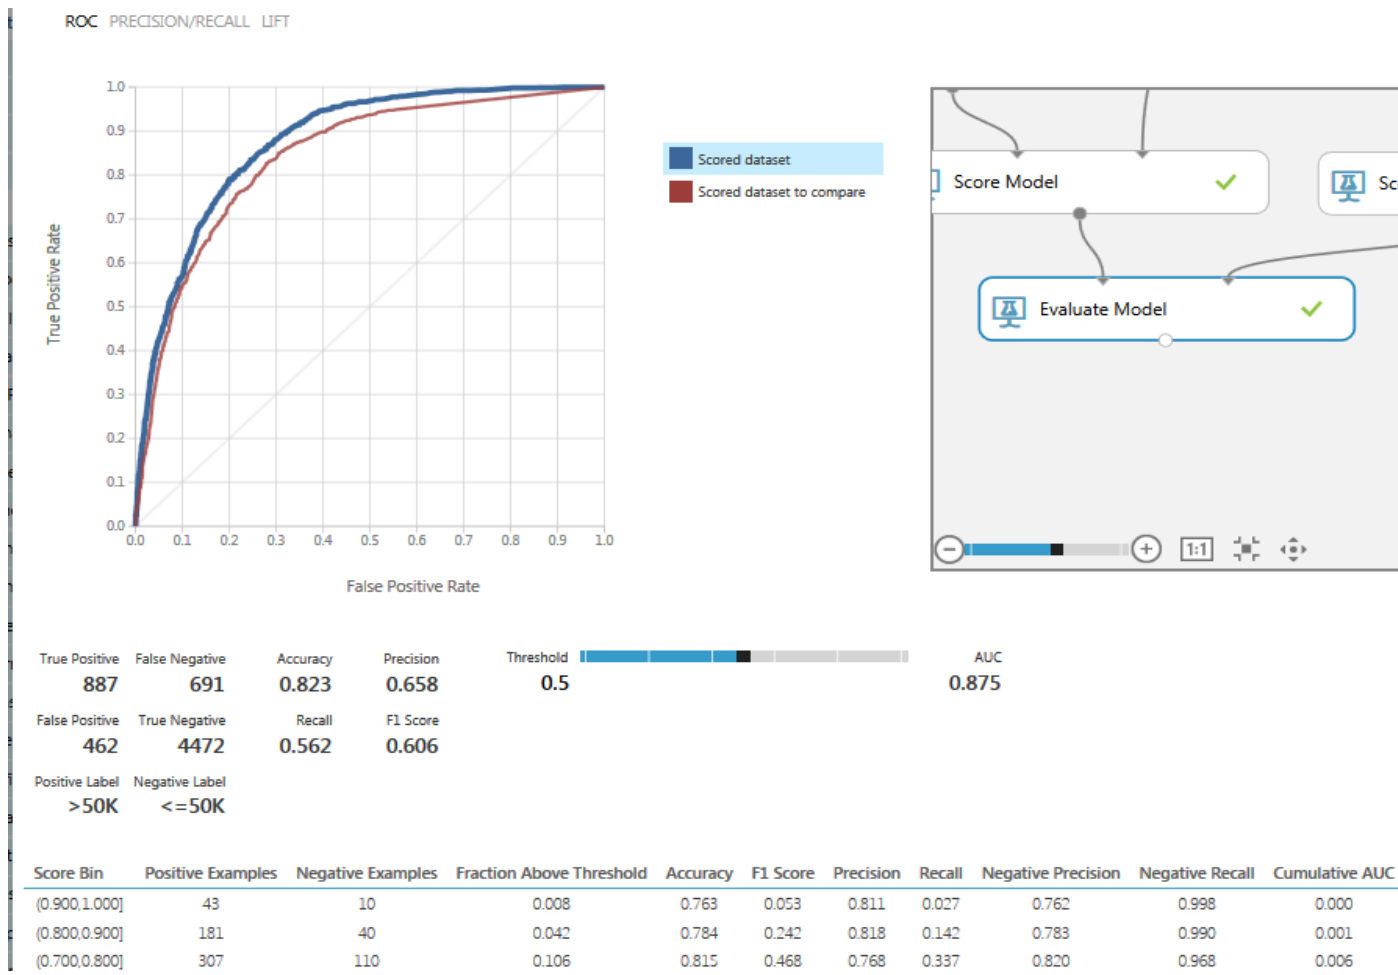 ROC PRECISION/RECALL LIFT
1.0
0.9
0.8
0.7
0.6
0.5
0.4
0.3
0.2
0.1
0.0
True Positive Rate
0.0 0.1 0.2 0.3 0.4 0.5 0.6 0.7 0.8 0.9 1.0
False Positive Rate
Scored dataset
Scored dataset to compare
Score Model
Sc
Evaluate Model
1:1
True Positive False Negative Accuracy Precision Threshold AUC
887 691 0.823 0.658 0.5 0.875
False Positive True Negative Recall F1 Score
462 4472 0.562 0.606
Positive Label Negative Label
>50K <=50K
Score Bin Positive Examples Negative Examples Fraction Above Threshold Accuracy F1 Score Precision Recall Negative Precision Negative Recall Cumulative AUC
(0.900,1.000] 43 10 0.008 0.763 0.053 0.811 0.027 0.762 0.998 0.000
(0.800,0.900] 181 40 0.042 0.784 0.242 0.818 0.142 0.783 0.990 0.001
(0.700,0.800] 307 110 0.106 0.815 0.468 0.768 0.337 0.820 0.968 0.006